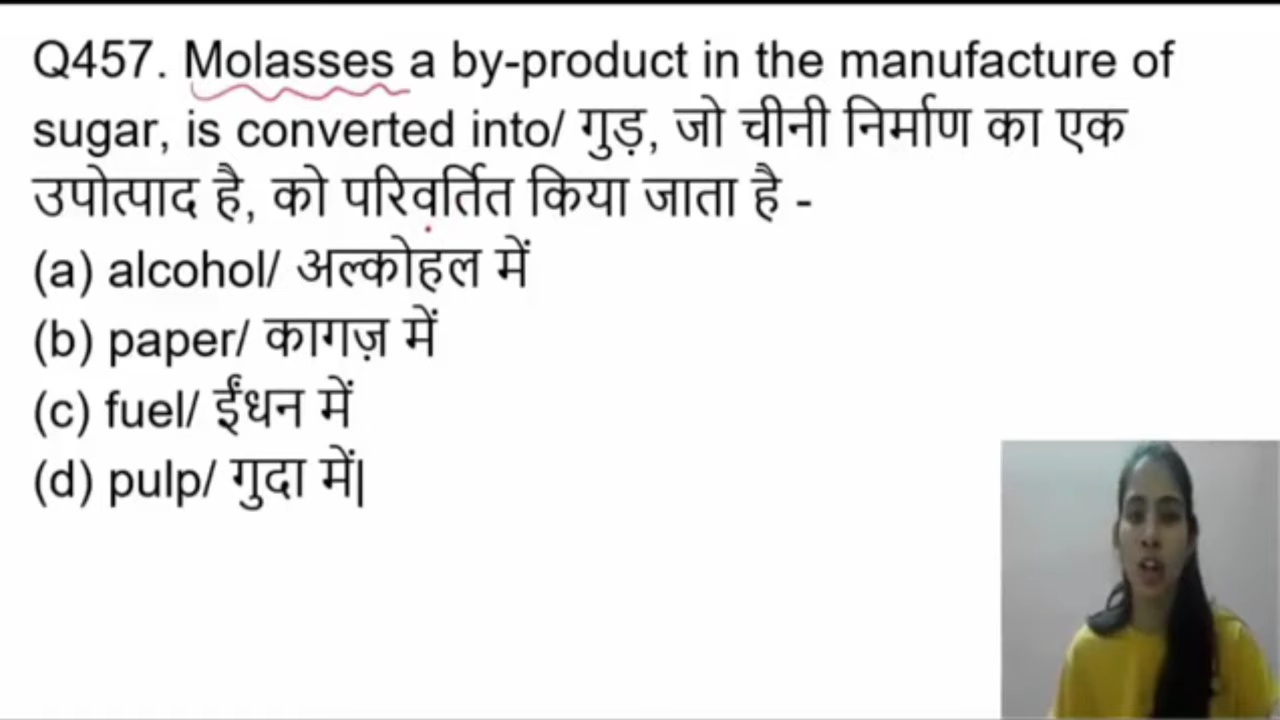 Q457. Molasses a by-product in the manufacture of
sugar, is converted into/ गुड़, जो चीनी निर्माण का एक
उपोत्पाद है, को परिवर्तित किया जाता है -
(a) alcohol/ अल्कोहल में
(b) paper/ कागज़ में
(c) fuel/ ईंधन में
(d) pulp/ गुदा में|